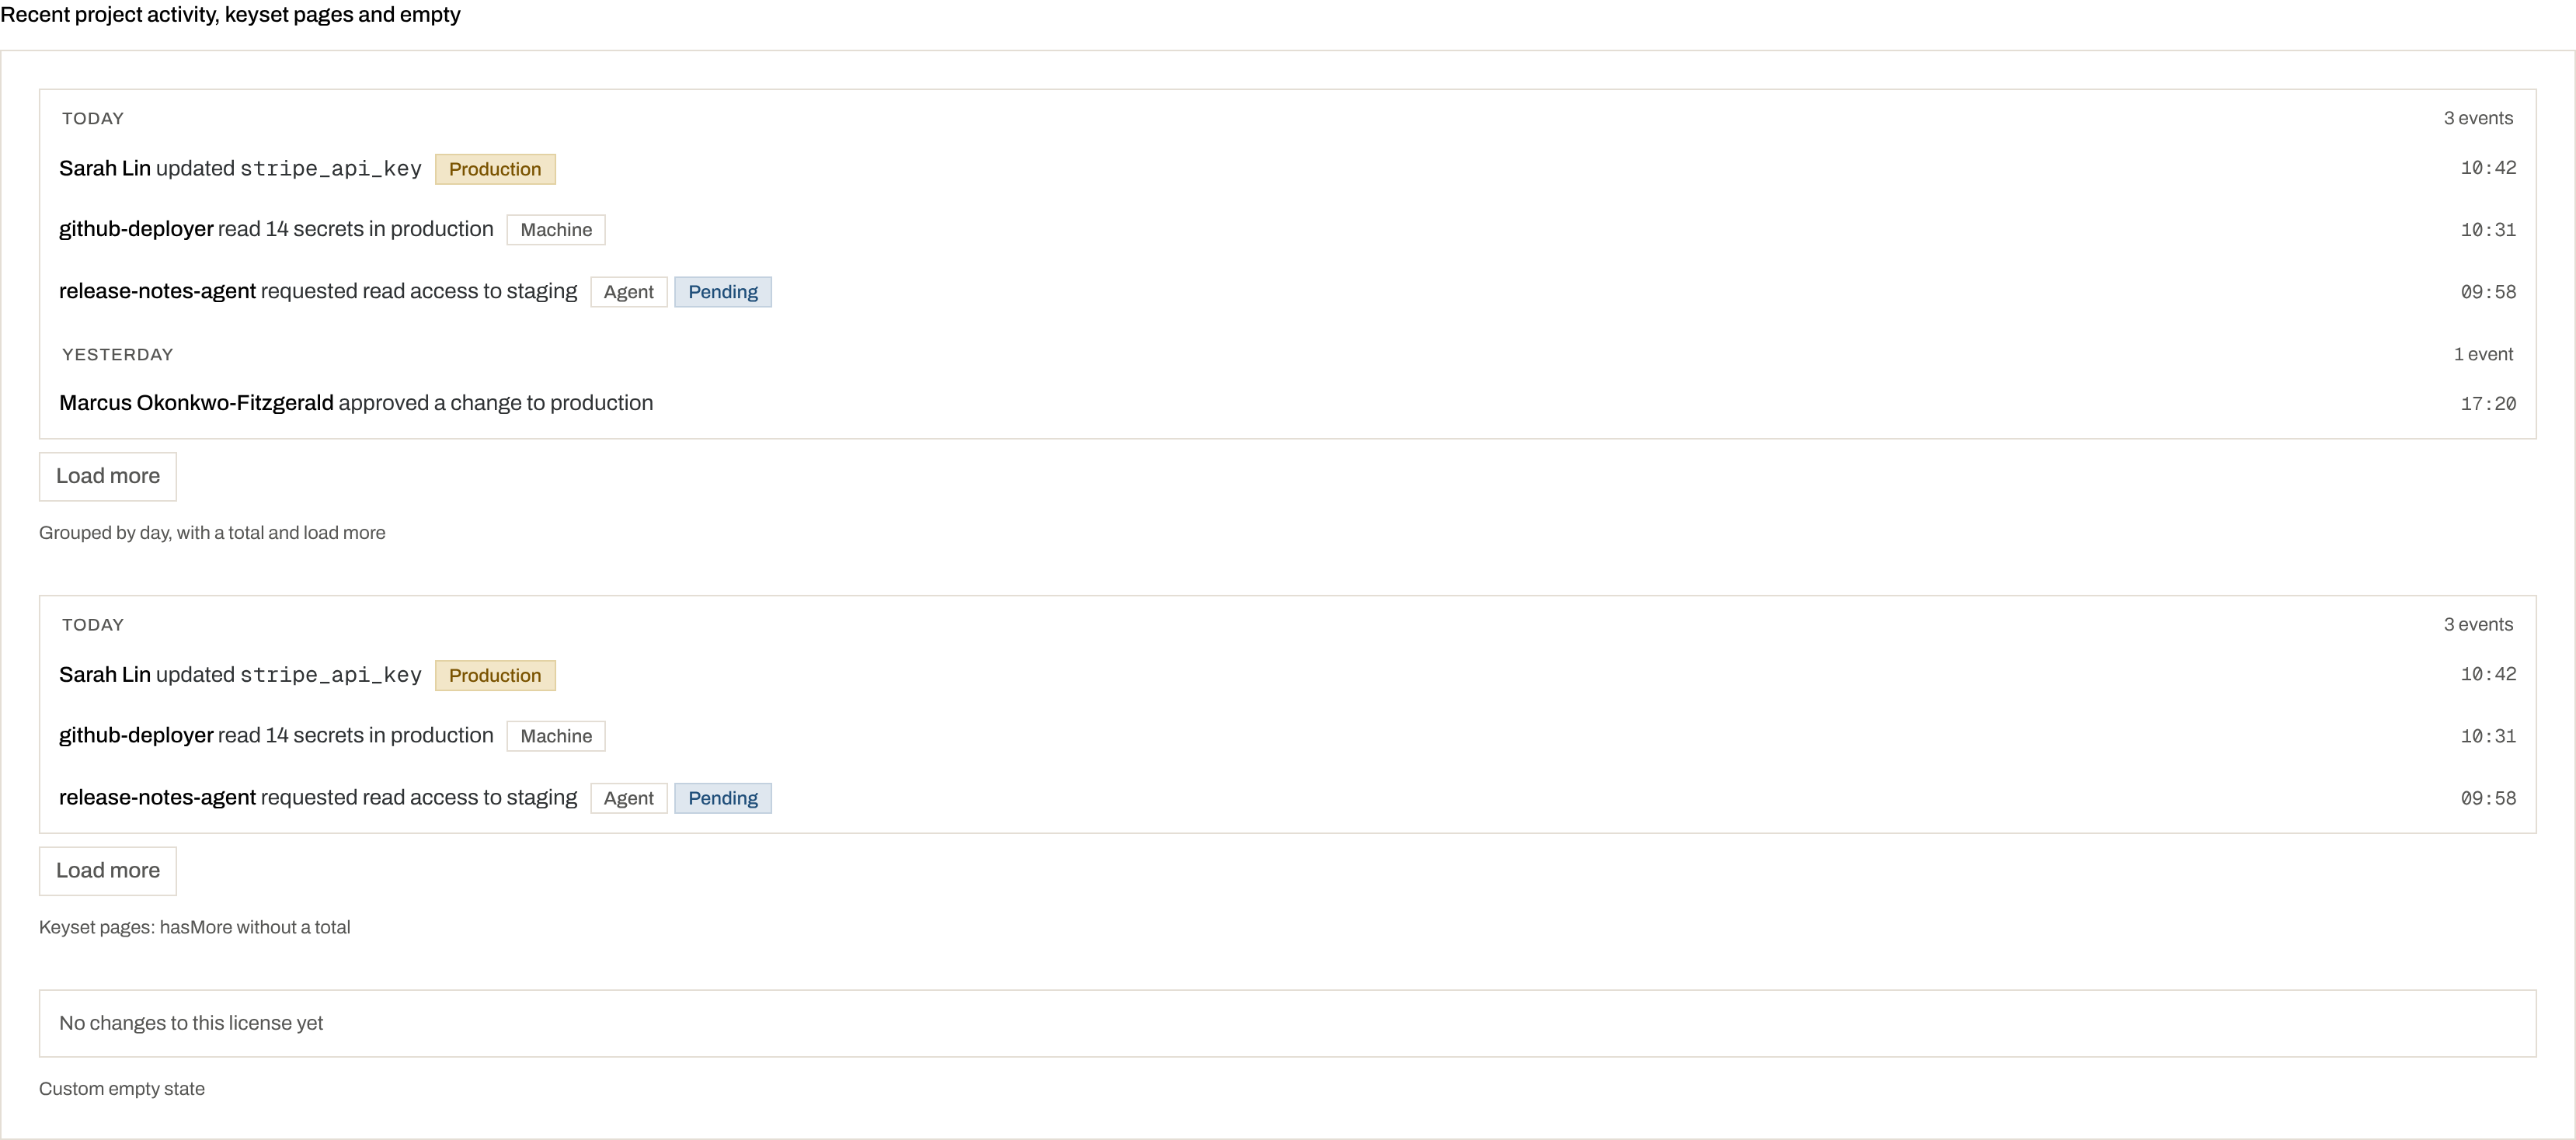 Recent project activity, keyset pages and empty
TODAY 3 events
Sarah Lin updated stripe_api_key Production 10:42
github-deployer read 14 secrets in production Machine 10:31
release-notes-agent requested read access to staging Agent Pending 09:58
YESTERDAY 1 event
Marcus Okonkwo-Fitzgerald approved a change to production 17:20
Load more
Grouped by day, with a total and load more
TODAY 3 events
Sarah Lin updated stripe_api_key Production 10:42
github-deployer read 14 secrets in production Machine 10:31
release-notes-agent requested read access to staging Agent Pending 09:58
Load more
Keyset pages: hasMore without a total
No changes to this license yet
Custom empty state